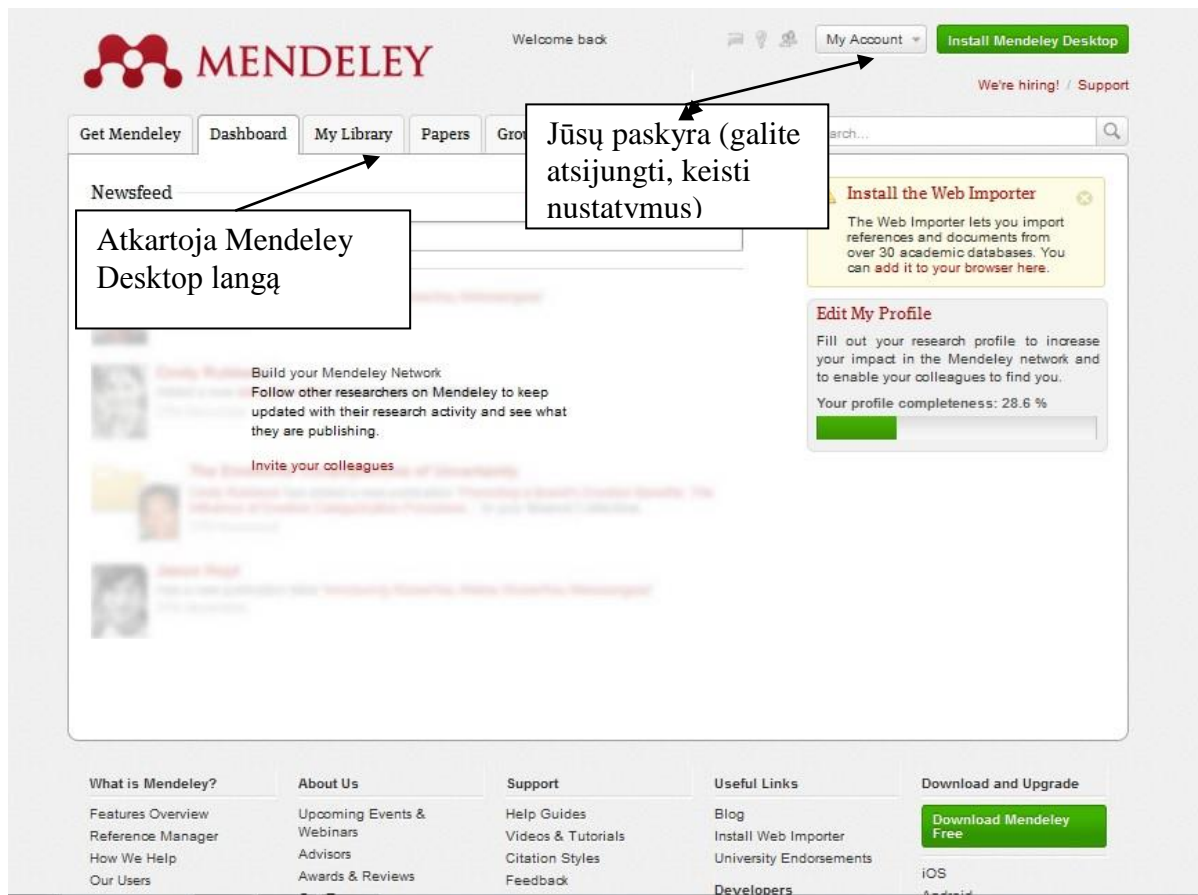 MENDELEY
Welcome back
My Account
Install Mendeley Desktop
We're hiring! / Support
Get Mendeley
Dashboard
My Library
Papers
Jūsų paskyra (galite
atsijungti, keisti
nustatymus)
Newsfeed
Atkartoja Mendeley
Desktop langą
Install the Web Importer
The Web Importer lets you import
references and documents from
over 30 academic databases. You
can add it to your browser here.
Edit My Profile
Fill out your research profile to increase
your impact in the Mendeley network and
to enable your colleagues to find you.
Your profile completeness: 28.6 %
Build your Mendeley Network
Follow other researchers on Mendeley to keep
updated with their research activity and see what
they are publishing.
Invite your colleagues
What is Mendeley?
Features Overview
Reference Manager
How We Help
Our Users
About Us
Upcoming Events &
Webinars
Advisors
Awards & Reviews
Support
Help Guides
Videos & Tutorials
Citation Styles
Feedback
Useful Links
Blog
Install Web Importer
University Endorsements
Developers
Download and Upgrade
Download Mendeley
Free
iOS